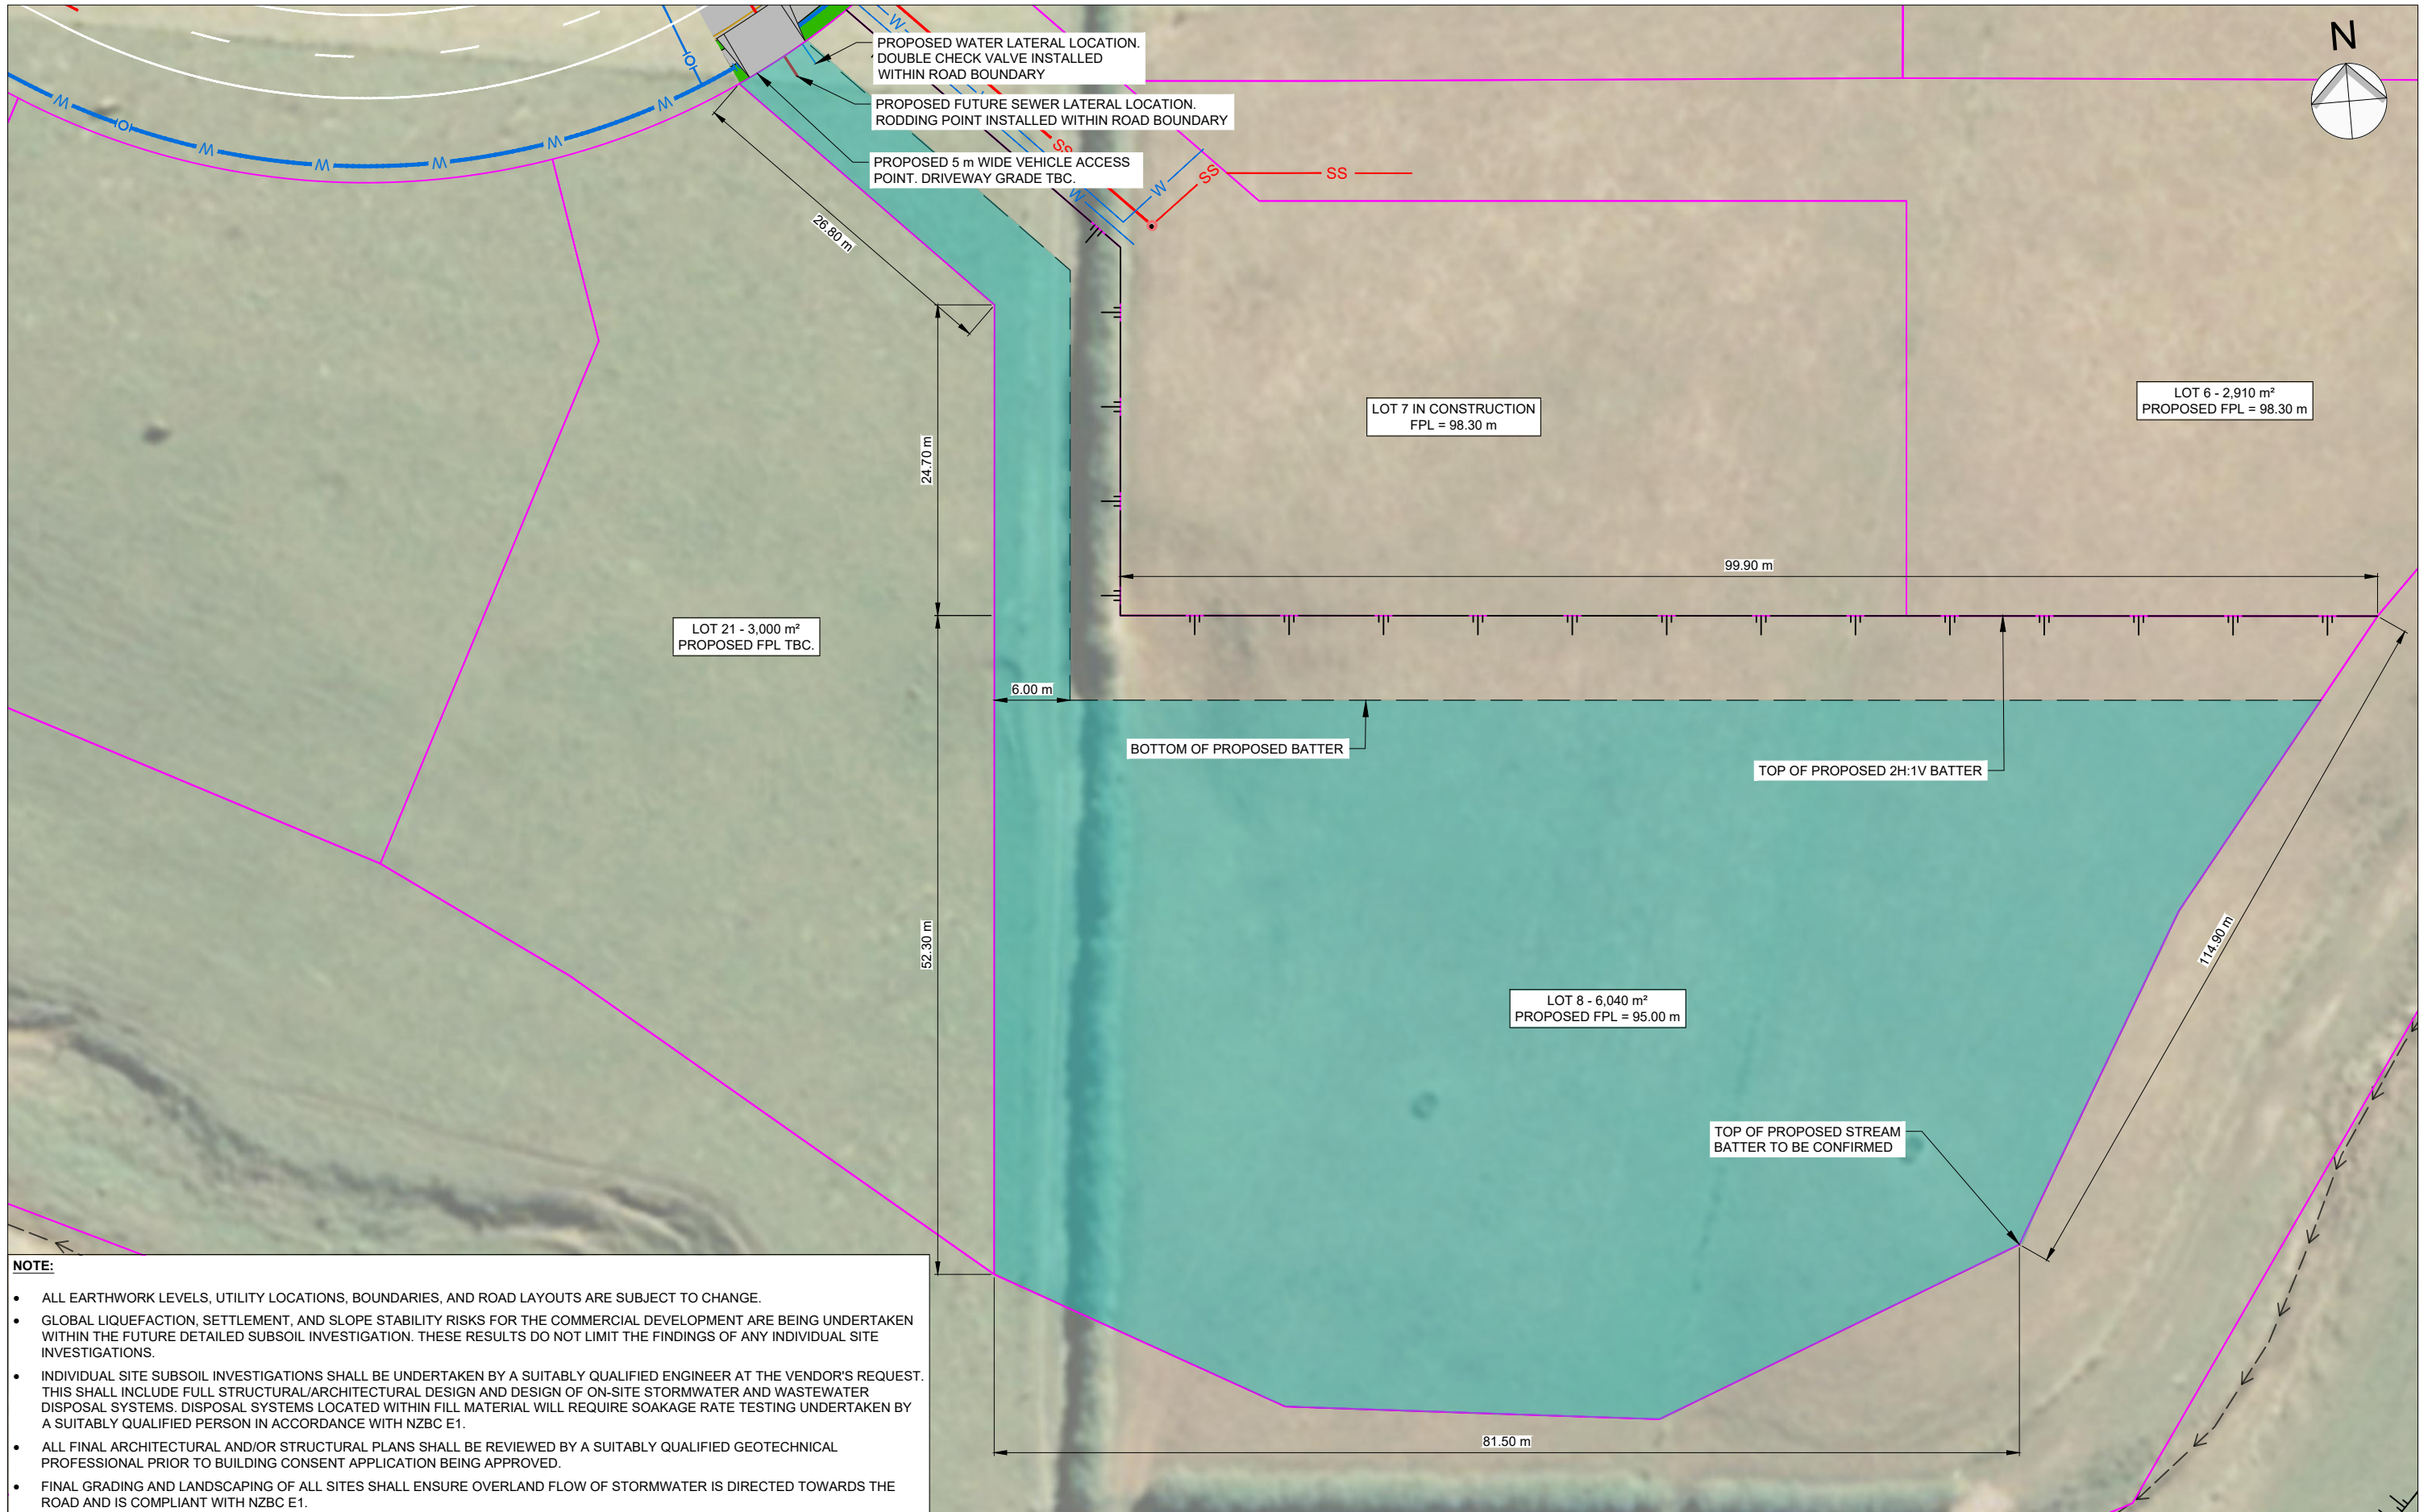 N
PROPOSED WATER LATERAL LOCATION.
DOUBLE CHECK VALVE INSTALLED
WITHIN ROAD BOUNDARY
PROPOSED FUTURE SEWER LATERAL LOCATION.
RODDING POINT INSTALLED WITHIN ROAD BOUNDARY
PROPOSED 5 m WIDE VEHICLE ACCESS
POINT. DRIVEWAY GRADE TBC.
W
W
W
W
W
W
W
W
W
SS
SS
SS
26.80 m
24.70 m
LOT 7 IN CONSTRUCTION
FPL = 98.30 m
LOT 6 - 2,910 m²
PROPOSED FPL = 98.30 m
99.90 m
LOT 21 - 3,000 m²
PROPOSED FPL TBC.
6.00 m
BOTTOM OF PROPOSED BATTER
TOP OF PROPOSED 2H:1V BATTER
52.30 m
114.90 m
LOT 8 - 6,040 m²
PROPOSED FPL = 95.00 m
TOP OF PROPOSED STREAM
BATTER TO BE CONFIRMED
81.50 m
NOTE:
• ALL EARTHWORK LEVELS, UTILITY LOCATIONS, BOUNDARIES, AND ROAD LAYOUTS ARE SUBJECT TO CHANGE.
• GLOBAL LIQUEFACTION, SETTLEMENT, AND SLOPE STABILITY RISKS FOR THE COMMERCIAL DEVELOPMENT ARE BEING UNDERTAKEN
WITHIN THE FUTURE DETAILED SUBSOIL INVESTIGATION. THESE RESULTS DO NOT LIMIT THE FINDINGS OF ANY INDIVIDUAL SITE
INVESTIGATIONS.
• INDIVIDUAL SITE SUBSOIL INVESTIGATIONS SHALL BE UNDERTAKEN BY A SUITABLY QUALIFIED ENGINEER AT THE VENDOR'S REQUEST.
THIS SHALL INCLUDE FULL STRUCTURAL/ARCHITECTURAL DESIGN AND DESIGN OF ON-SITE STORMWATER AND WASTEWATER
DISPOSAL SYSTEMS. DISPOSAL SYSTEMS LOCATED WITHIN FILL MATERIAL WILL REQUIRE SOAKAGE RATE TESTING UNDERTAKEN BY
A SUITABLY QUALIFIED PERSON IN ACCORDANCE WITH NZBC E1.
• ALL FINAL ARCHITECTURAL AND/OR STRUCTURAL PLANS SHALL BE REVIEWED BY A SUITABLY QUALIFIED GEOTECHNICAL
PROFESSIONAL PRIOR TO BUILDING CONSENT APPLICATION BEING APPROVED.
• FINAL GRADING AND LANDSCAPING OF ALL SITES SHALL ENSURE OVERLAND FLOW OF STORMWATER IS DIRECTED TOWARDS THE
ROAD AND IS COMPLIANT WITH NZBC E1.